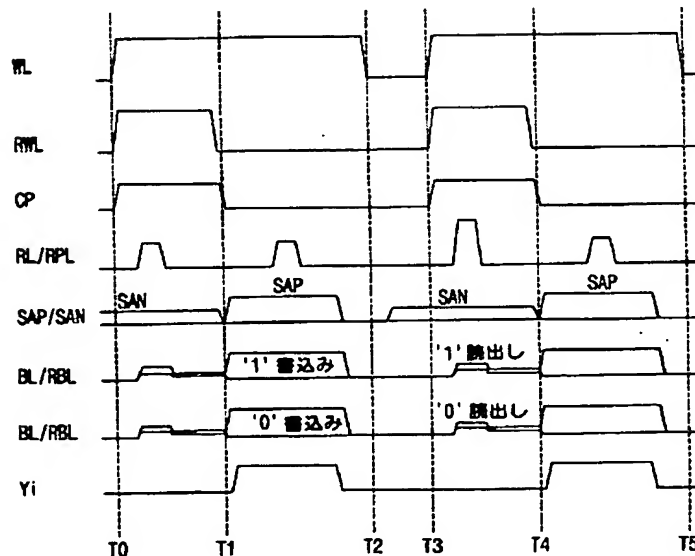 WL
RWL
CP
RL/RPL
SAP
SAN
SAN
SAP
SAP/SAN
'1' 書込み
'1' 読出し
BL/RBL
'0' 書込み
'0' 読出し
BL/RBL
Yi
T0 T1 T2 T3 T4 T5